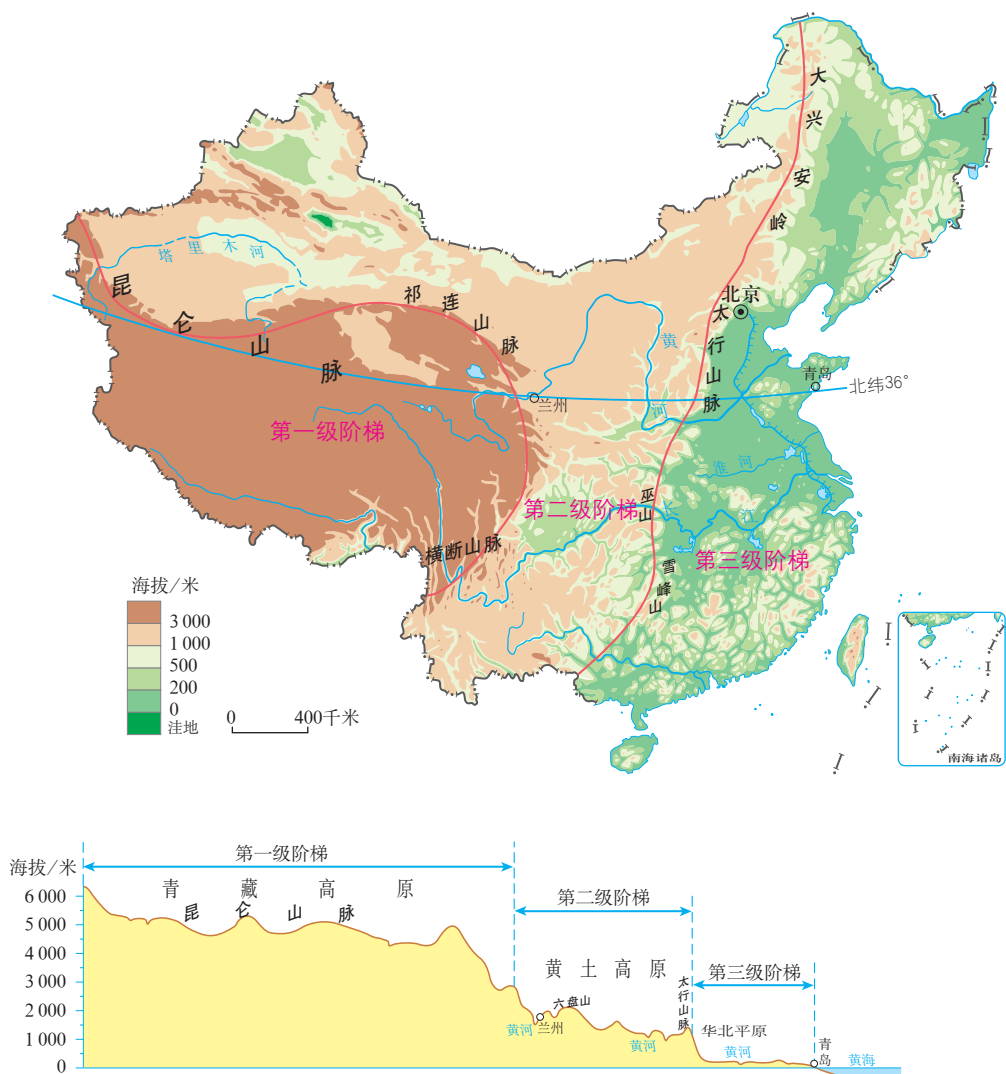 大兴安岭
塔里木河
昆仑山脉
祁连山脉
北京
太行山脉
黄河
青岛
北纬36°
兰州
第一级阶梯
淮河
第二级阶梯
巫山
长江
横断山脉
第三级阶梯
雪峰山
海拔/米
3 000
1 000
500
200
0
洼地
0 400千米
南海诸岛
第一级阶梯
海拔/米
青藏高原
第二级阶梯
昆仑山脉
6 000
5 000
4 000
3 000
2 000
1 000
0
黄土高原
第三级阶梯
六盘山
太行山脉
黄河
兰州
黄河
华北平原
黄河
青岛
黄海